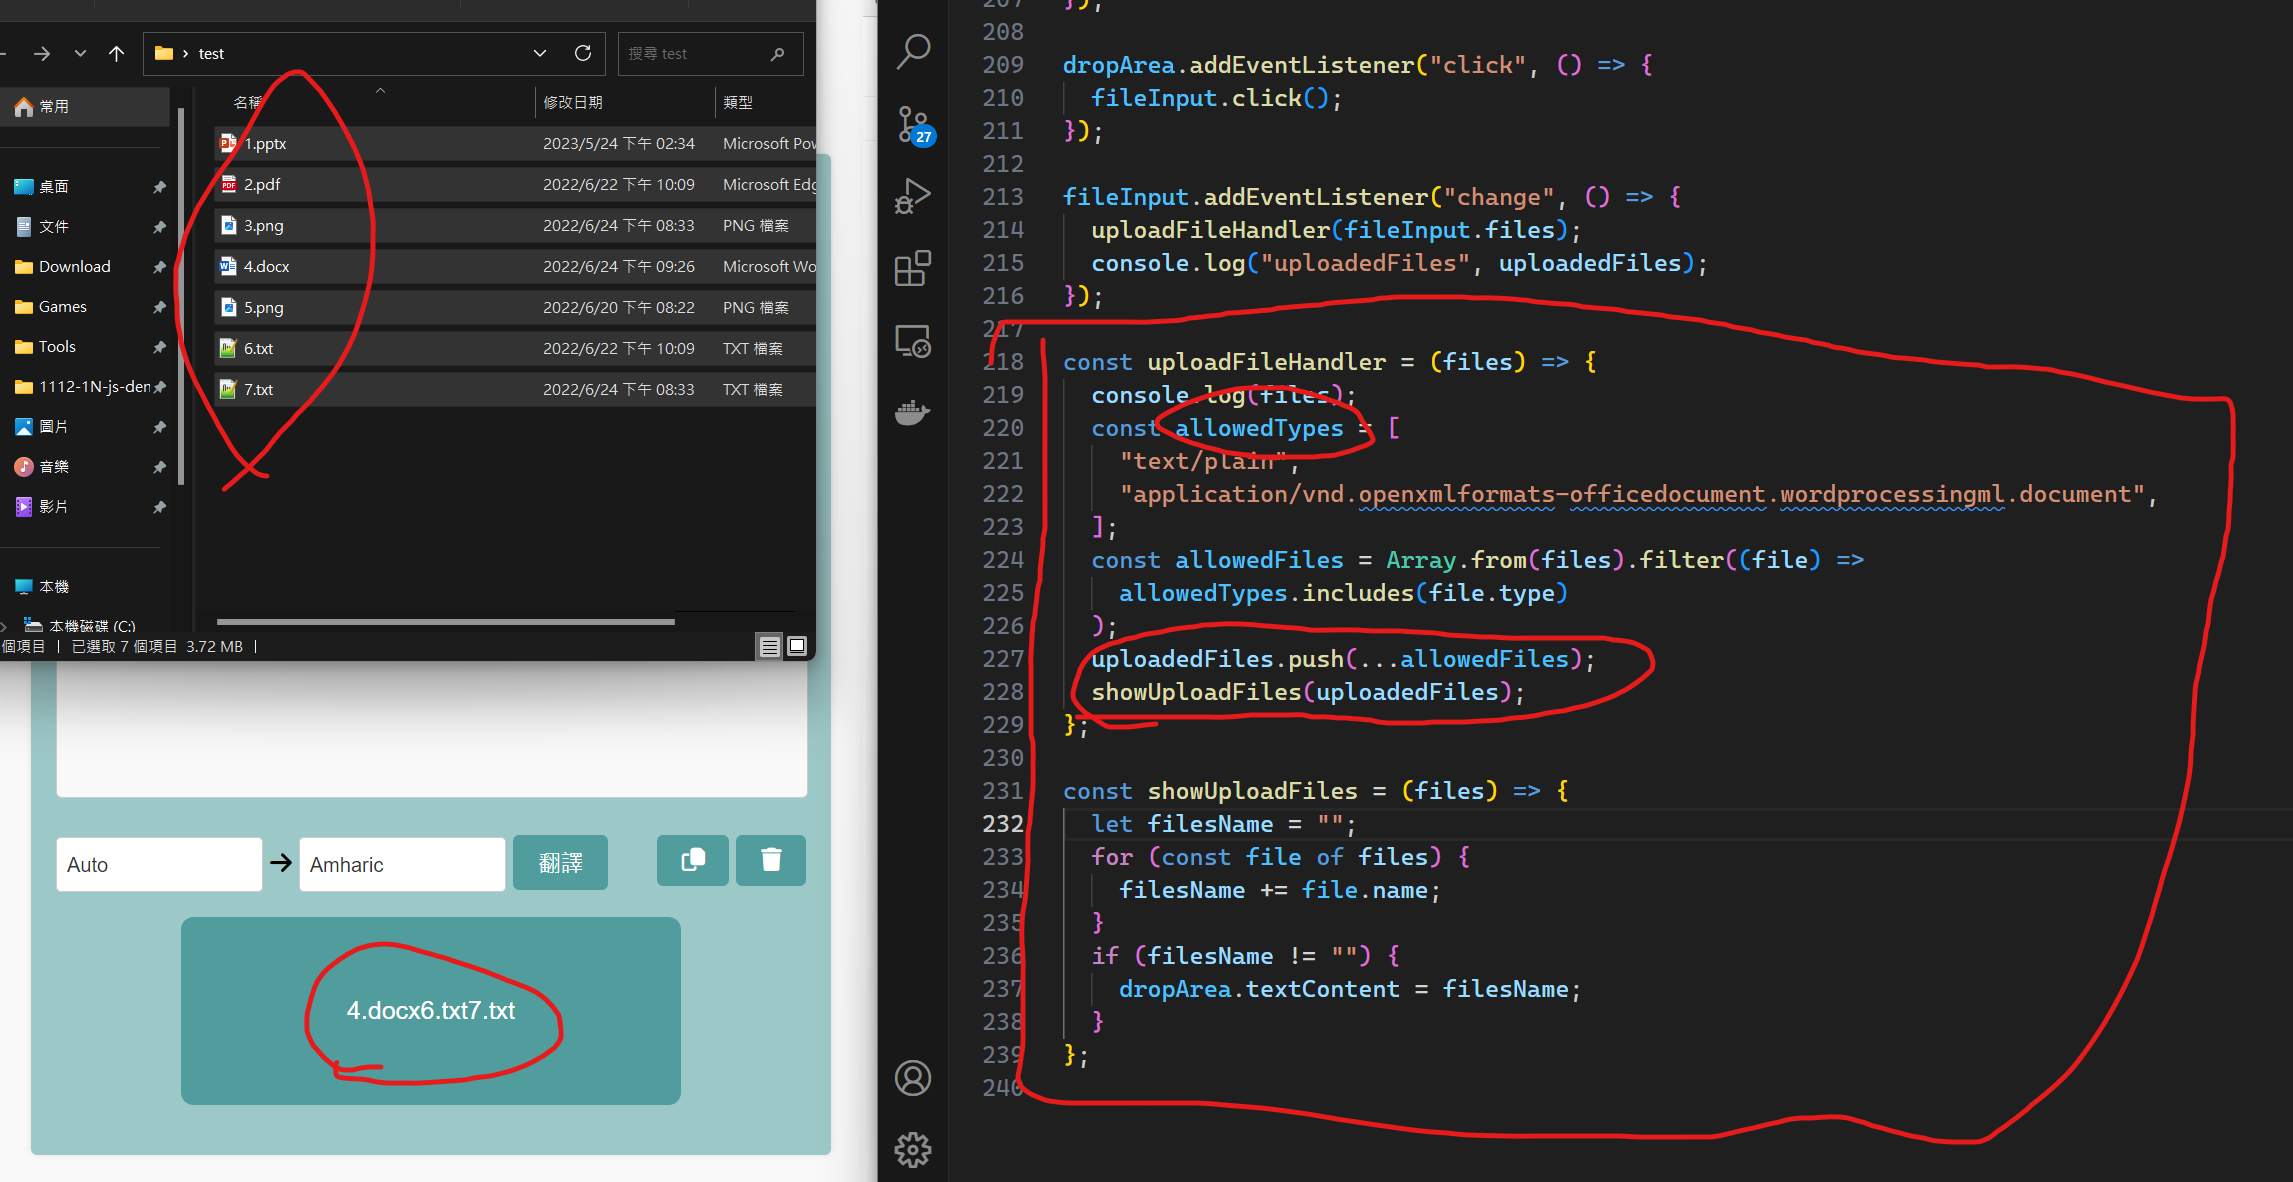 test
搜尋 test
名稱
修改日期
類型
常用
1.pptx 2023/5/24 下午 02:34 Microsoft Pow
桌面
2.pdf 2022/6/22 下午 10:09 Microsoft Edg
文件
3.png 2022/6/24 下午 08:33 PNG 檔案
Download
4.docx 2022/6/24 下午 09:26 Microsoft Wo
Games
5.png 2022/6/20 下午 08:22 PNG 檔案
Tools
6.txt 2022/6/22 下午 10:09 TXT 檔案
1112-1N-js-den
7.txt 2022/6/24 下午 08:33 TXT 檔案
圖片
音樂
影片
本機
本機磁碟 (C:)
個項目 | 已選取 7 個項目 3.72 MB |
Auto
Amharic
翻譯
4.docx6.txt7.txt
27
207 });
208
209 dropArea.addEventListener("click", () => {
210 fileInput.click();
211 });
212
213 fileInput.addEventListener("change", () => {
214 uploadFileHandler(fileInput.files);
215 console.log("uploadedFiles", uploadedFiles);
216 });
217
218 const uploadFileHandler = (files) => {
219 console.log(files);
220 const allowedTypes = [
221 "text/plain",
222 "application/vnd.openxmlformats-officedocument.wordprocessingml.document",
223 ];
224 const allowedFiles = Array.from(files).filter((file) =>
225 allowedTypes.includes(file.type)
226 );
227 uploadedFiles.push(...allowedFiles);
228 showUploadFiles(uploadedFiles);
229 };
230
231 const showUploadFiles = (files) => {
232 let filesName = "";
233 for (const file of files) {
234 filesName += file.name;
235 }
236 if (filesName != "") {
237 dropArea.textContent = filesName;
238 }
239 };
240